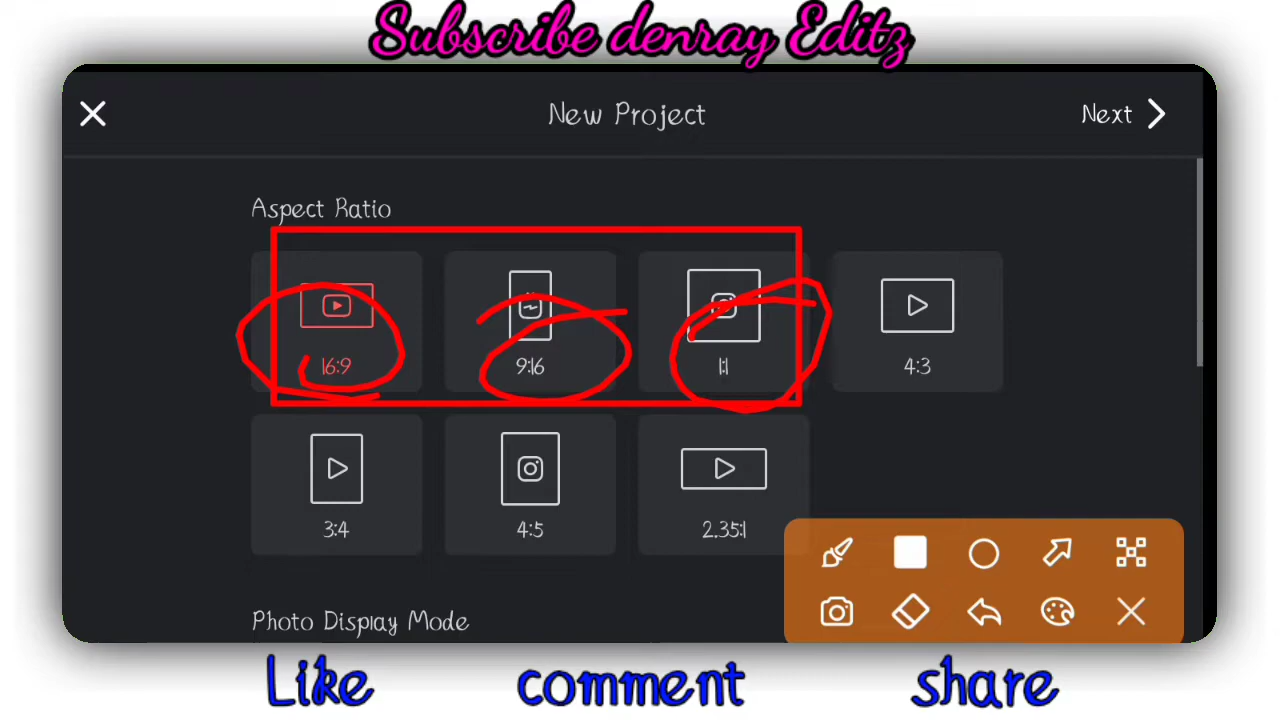 Subscribe denray Editz
New Project
Next
Aspect Ratio
16:9
9:16
1:1
4:3
3:4
4:5
2.35:1
Photo Display Mode
Like comment share